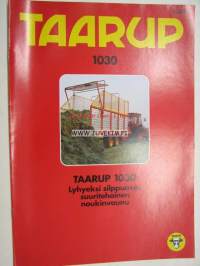 TAARUP
1030
TAARUP 1030
Lyhyeksi silppuava,
suuritehoinen
noukinvaunu